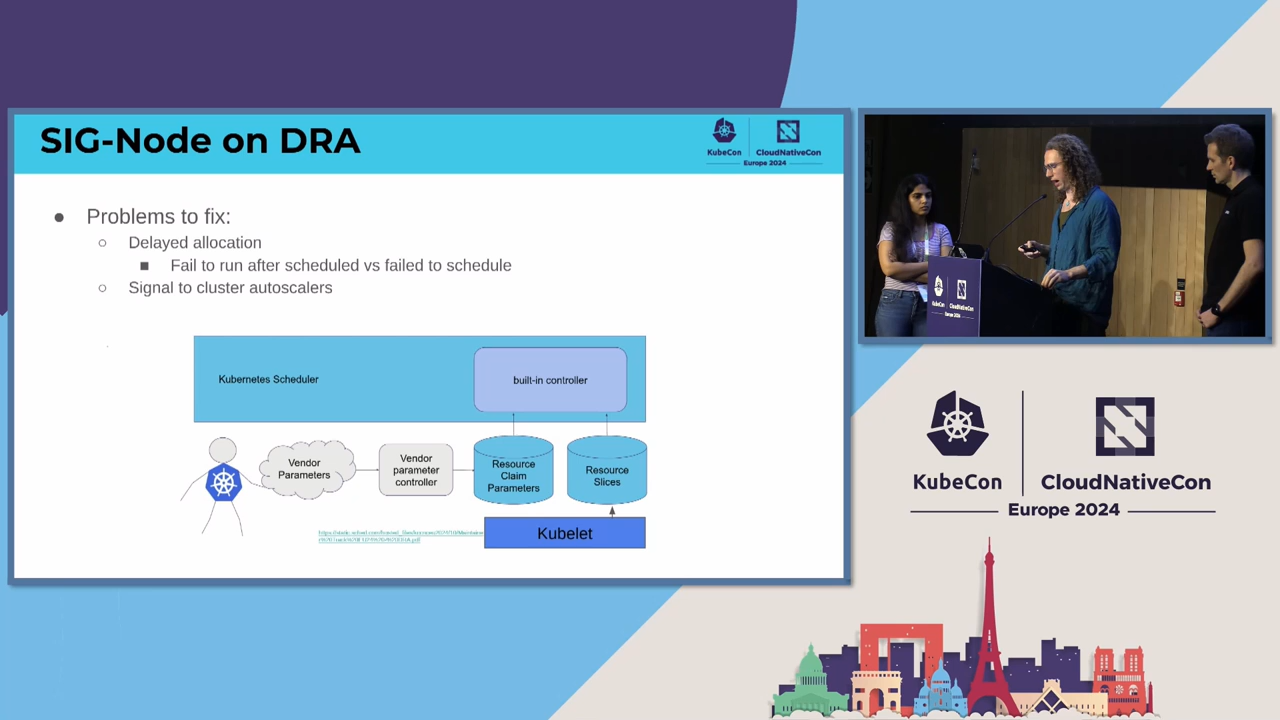 SIG-Node on DRA
KubeCon
CloudNativeCon
Europe 2024
● Problems to fix:
○ Delayed allocation
■ Fail to run after scheduled vs failed to schedule
○ Signal to cluster autoscalers
Kubernetes Scheduler
built-in controller
Vendor
Parameters
Vendor
parameter
controller
Resource
Claim
Parameters
Resource
Slices
Kubelet
KubeCon
CloudNativeCon
Europe 2024